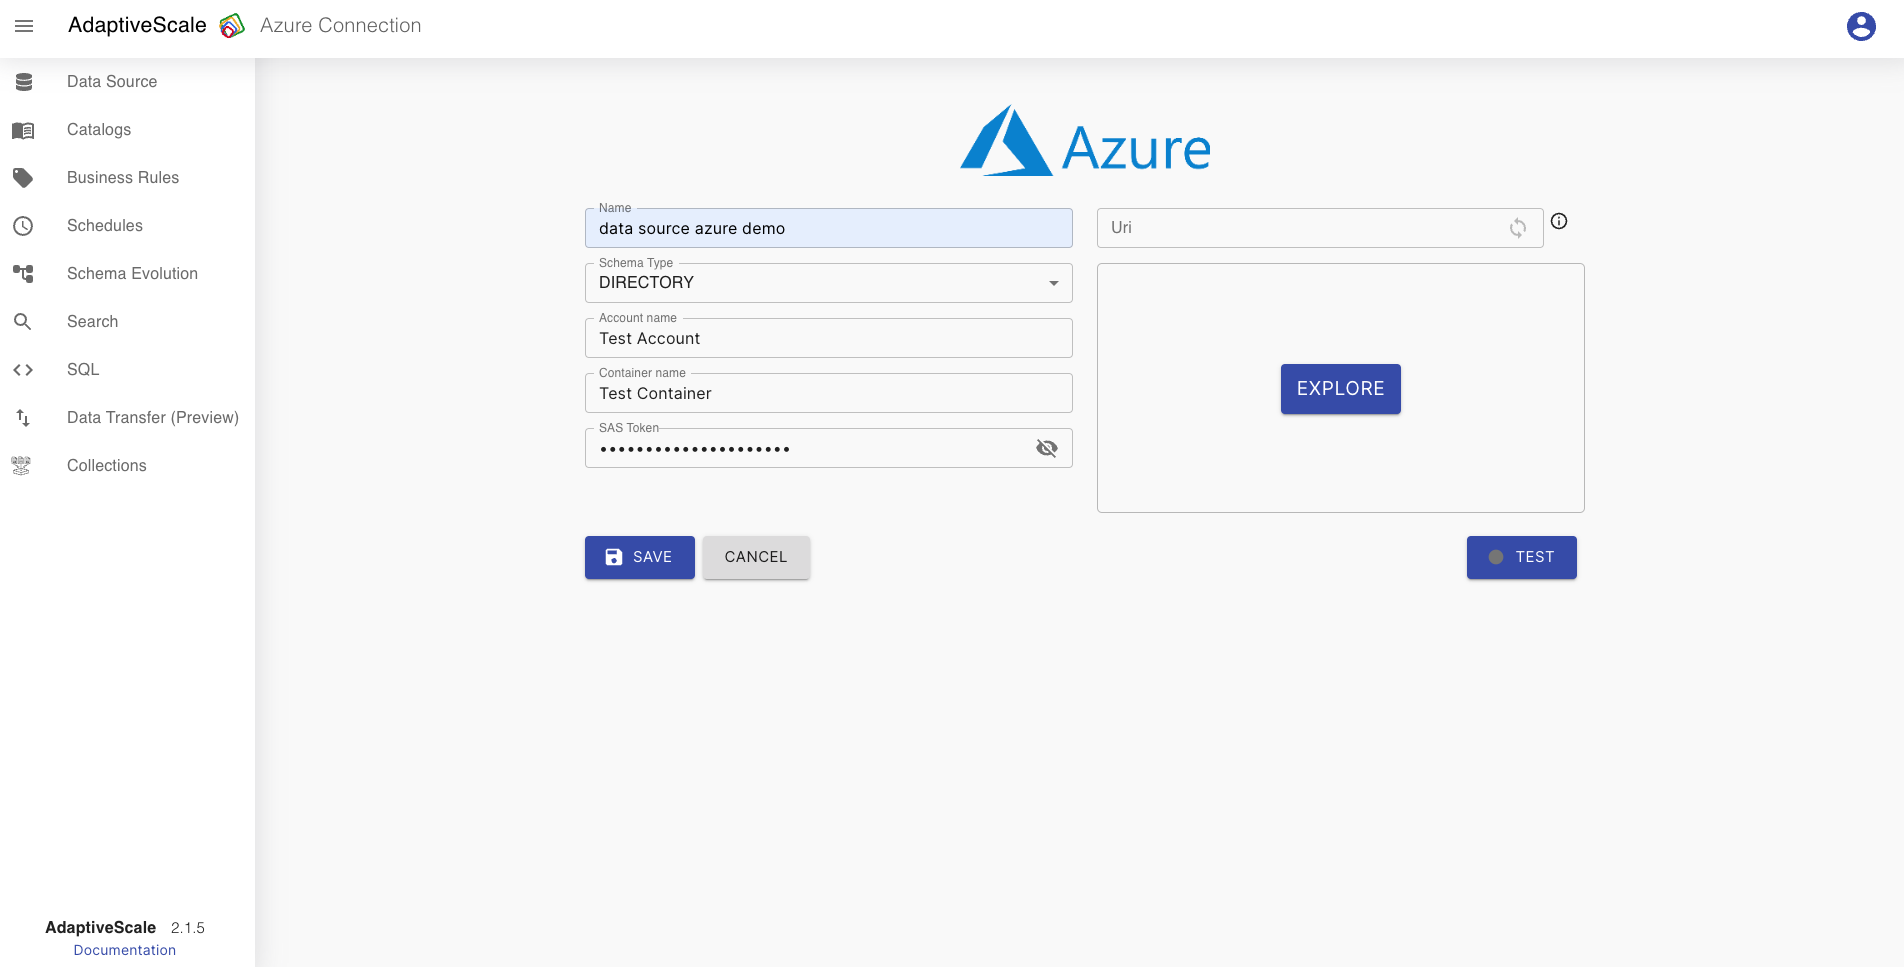 AdaptiveScale Azure Connection
Data Source
Catalogs
Business Rules
Schedules
Schema Evolution
Search
SQL
Data Transfer (Preview)
Collections
AdaptiveScale 2.1.5
Documentation
Azure
Name
data source azure demo
Schema Type
DIRECTORY
Account name
Test Account
Container name
Test Container
SAS Token
•••••••••••••••••••••
Uri
EXPLORE
SAVE
CANCEL
TEST